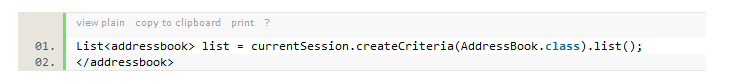 view plain copy to clipboard print ?
01. List<addressbook> list = currentSession.createCriteria(AddressBook.class).list();
02. </addressbook>